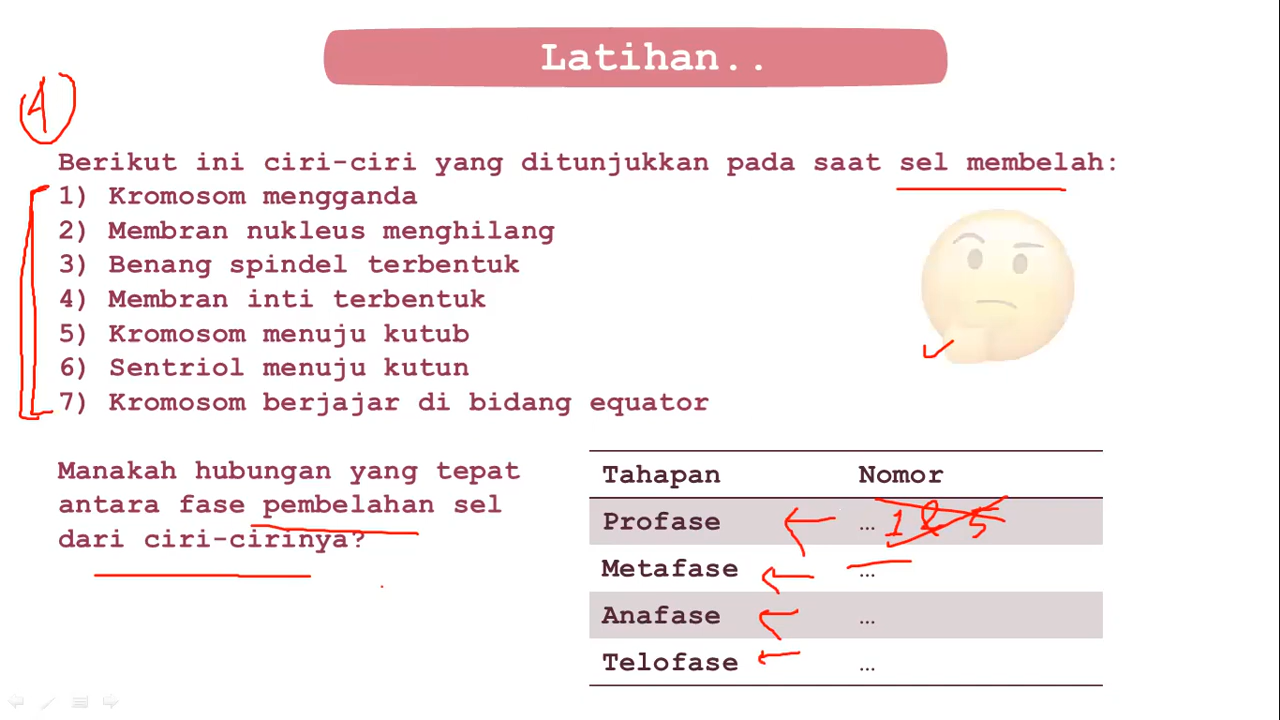 Latihan..
4
Berikut ini ciri-ciri yang ditunjukkan pada saat sel membelah:
1) Kromosom mengganda
2) Membran nukleus menghilang
3) Benang spindel terbentuk
4) Membran inti terbentuk
5) Kromosom menuju kutub
6) Sentriol menuju kutun
7) Kromosom berjajar di bidang equator
Manakah hubungan yang tepat
antara fase pembelahan sel
dari ciri-cirinya?
Tahapan Nomor
Profase … 1 & 5
Metafase …
Anafase …
Telofase …